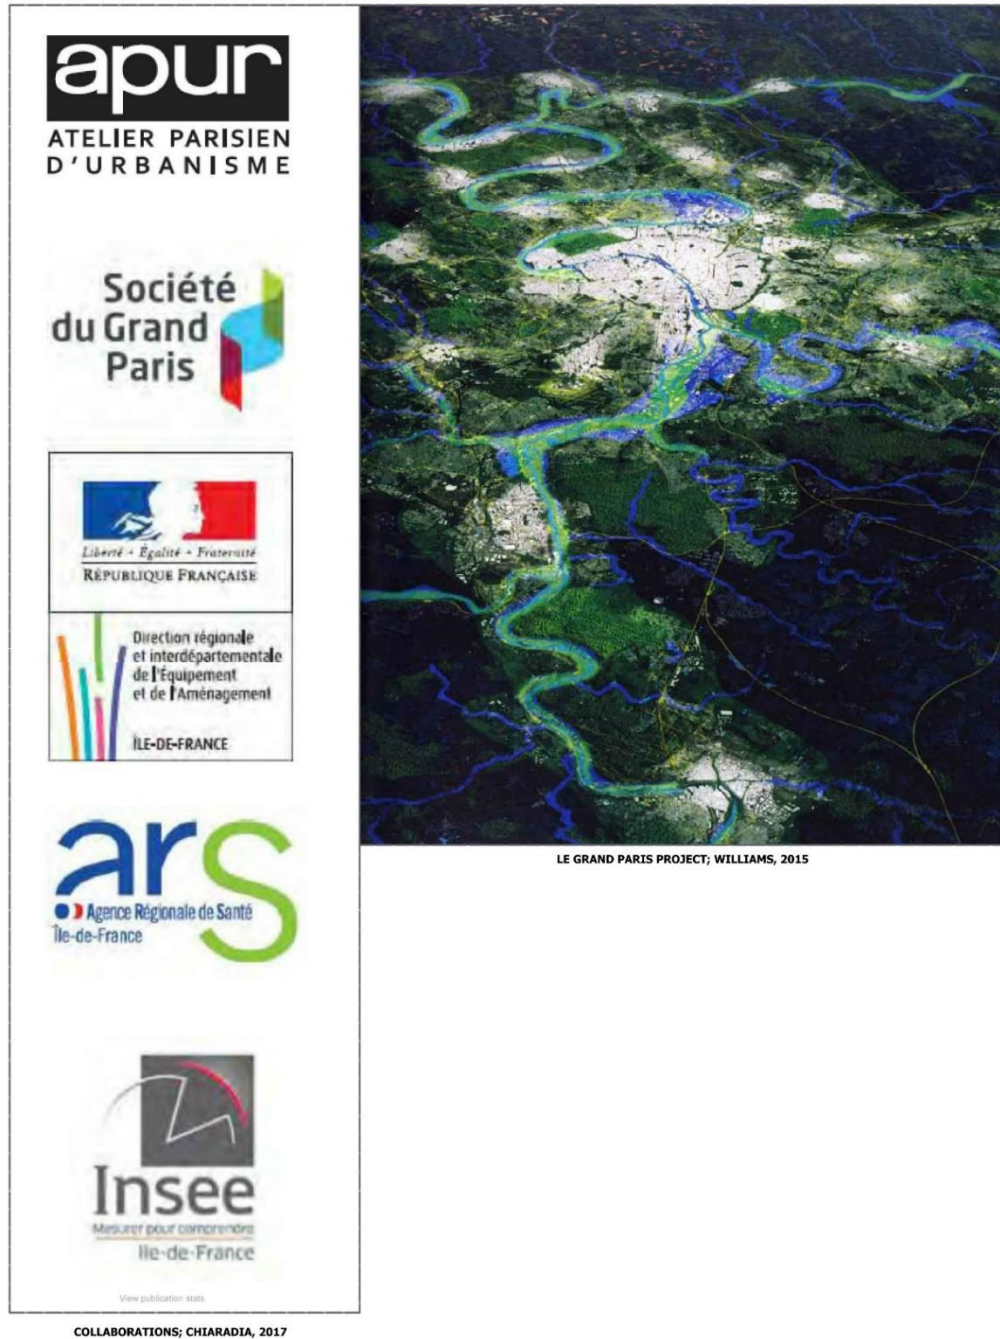 apur
ATELIER PARISIEN
D'URBANISME
Société
du Grand
Paris
Liberté • Égalité • Fraternité
RÉPUBLIQUE FRANÇAISE
Direction régionale
et interdépartementale
de l'Équipement
et de l'Aménagement
ÎLE-DE-FRANCE
ars
Agence Régionale de Santé
Île-de-France
Insee
Mesurer pour comprendre
Ile-de-France
View publication stats
COLLABORATIONS; CHIARADIA, 2017
LE GRAND PARIS PROJECT; WILLIAMS, 2015